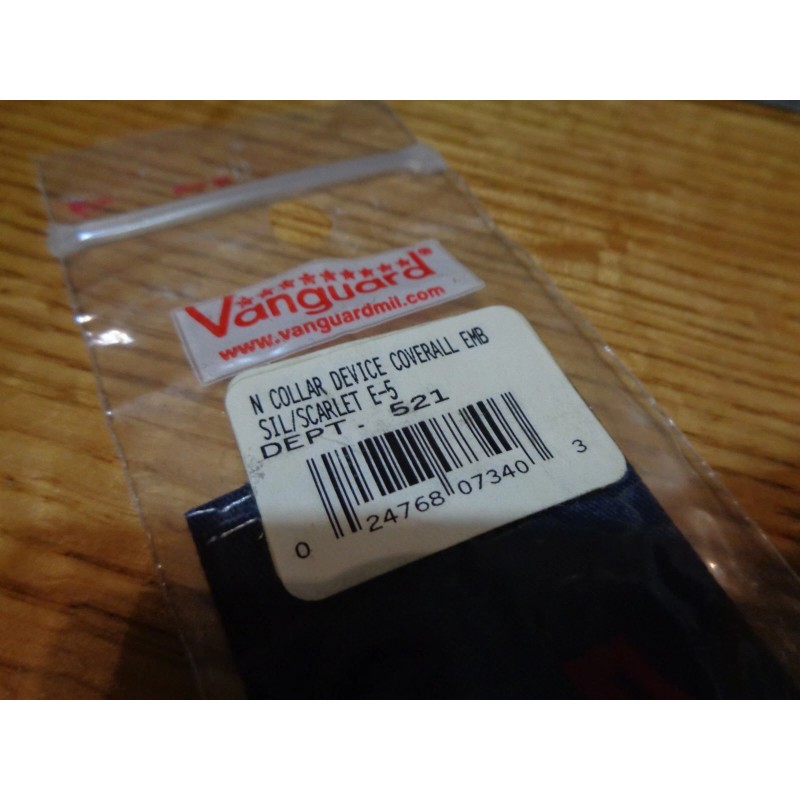 Vanguard®
www.vanguardmil.com
N COLLAR DEVICE COVERALL EMB
SIL/SCARLET E-5
DEPT - 521
0 24768 07340 3